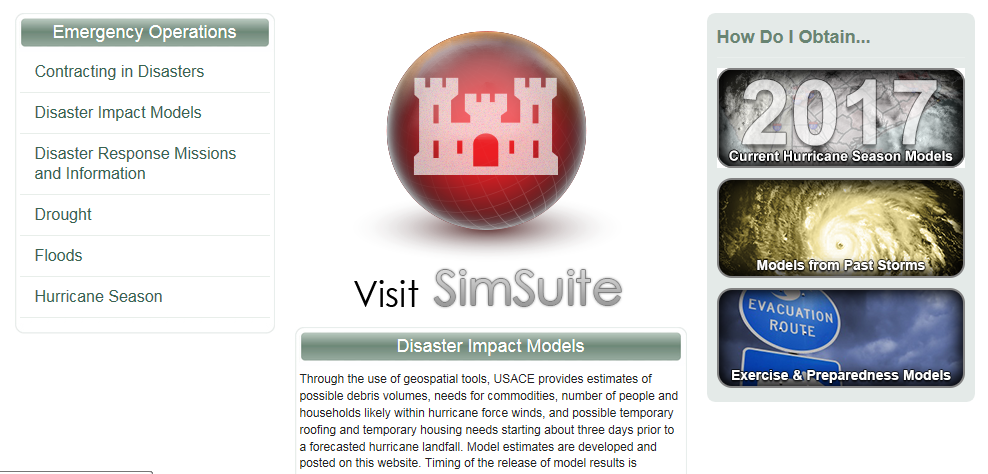 Emergency Operations
Contracting in Disasters
Disaster Impact Models
Disaster Response Missions
and Information
Drought
Floods
Hurricane Season
Visit SimSuite
Disaster Impact Models
Through the use of geospatial tools, USACE provides estimates of
possible debris volumes, needs for commodities, number of people and
households likely within hurricane force winds, and possible temporary
roofing and temporary housing needs starting about three days prior to
a forecasted hurricane landfall. Model estimates are developed and
posted on this website. Timing of the release of model results is
How Do I Obtain...
2017
Current Hurricane Season Models
Models from Past Storms
EVACUATION
ROUTE
Exercise & Preparedness Models